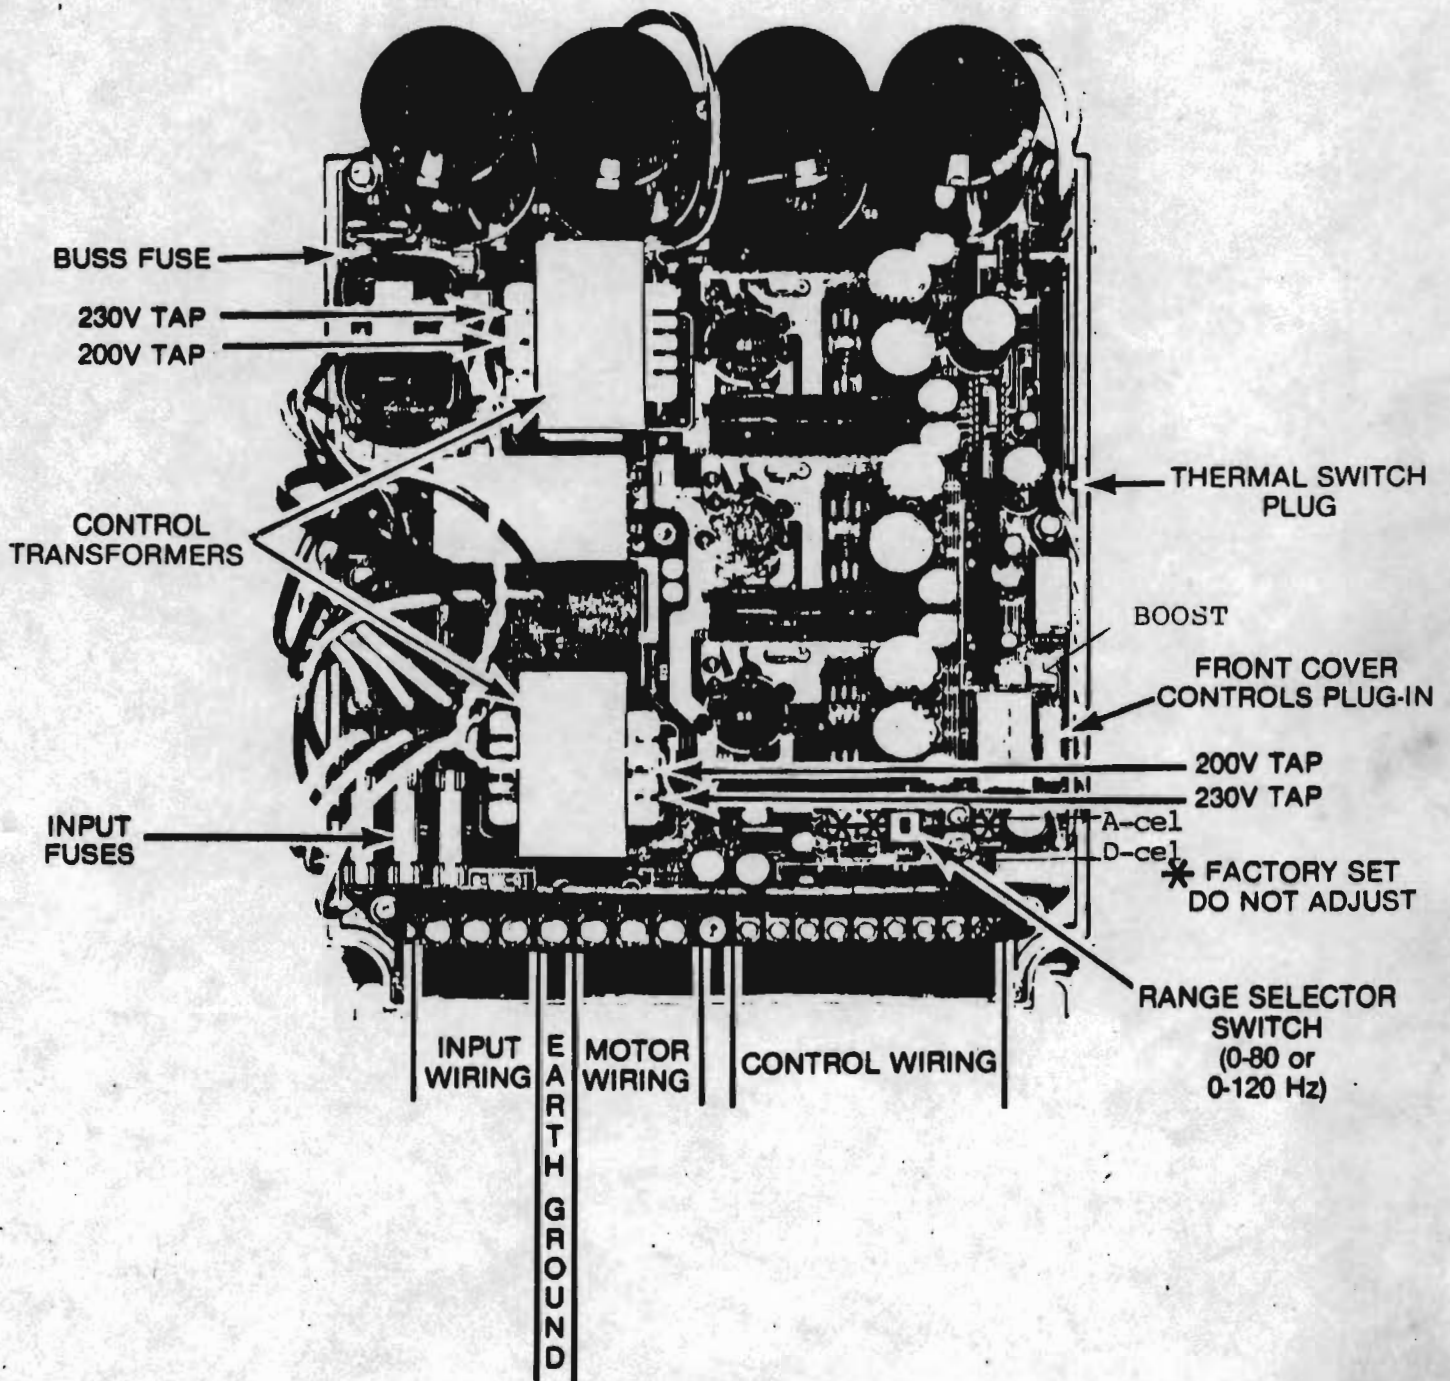 BUSS FUSE
230V TAP
200V TAP
CONTROL
TRANSFORMERS
INPUT
FUSES
THERMAL SWITCH
PLUG
BOOST
FRONT COVER
CONTROLS PLUG-IN
200V TAP
230V TAP
A-cel
D-cel
* FACTORY SET
DO NOT ADJUST
RANGE SELECTOR
SWITCH
(0-80 or
0-120 Hz)
INPUT
WIRING
EARTH GROUND
MOTOR
WIRING
CONTROL WIRING